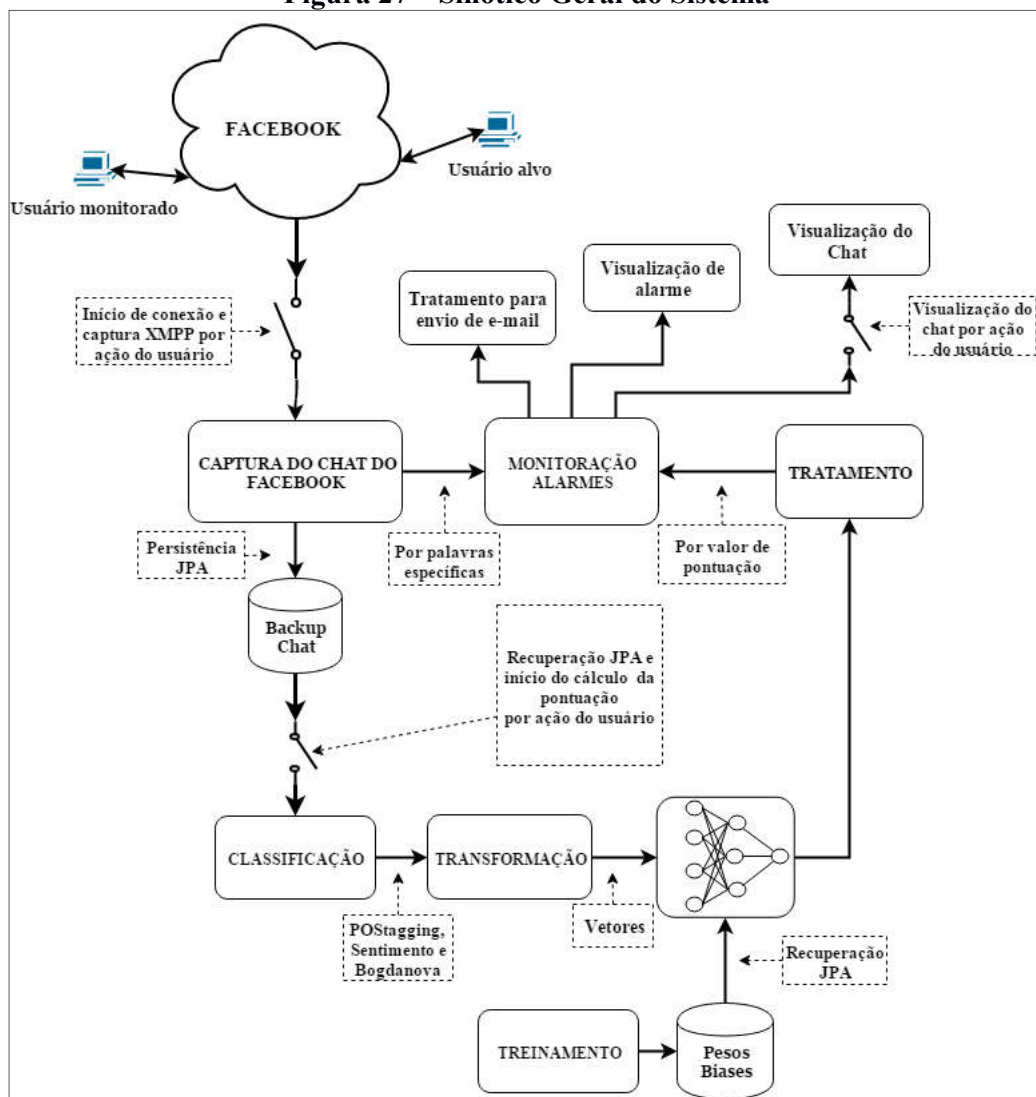 Figura 27 – Sinótico Geral do Sistema
FACEBOOK
Usuário alvo
Usuário monitorado
Visualização do
Chat
Visualização de
alarme
Tratamento para
envio de e-mail
Início de conexão e
captura XMPP por
ação do usuário
Visualização do
chat por ação
do usuário
CAPTURA DO CHAT DO
FACEBOOK
MONITORAÇÃO
ALARMES
TRATAMENTO
Persistência
JPA
Por palavras
específicas
Por valor de
pontuação
Backup
Chat
Recuperação JPA e
início do cálculo da
pontuação
por ação do usuário
CLASSIFICAÇÃO
TRANSFORMAÇÃO
POStagging,
Sentimento e
Bogdanova
Vetores
Recuperação
JPA
TREINAMENTO
Pesos
Biases